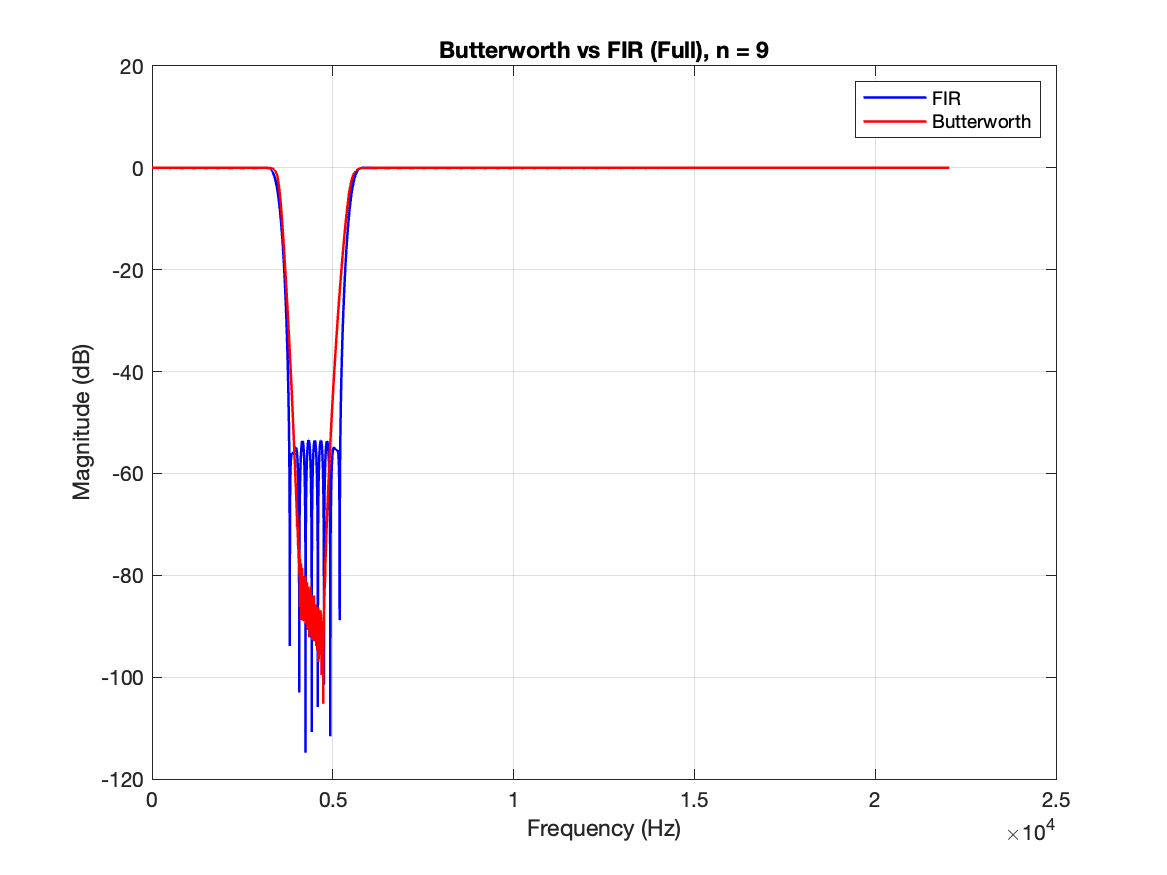 Butterworth vs FIR (Full), n = 9
20
FIR
Butterworth
0
-20
-40
-60
-80
-100
-120
Magnitude (dB)
0 0.5 1 1.5 2 2.5
Frequency (Hz)
×10^4